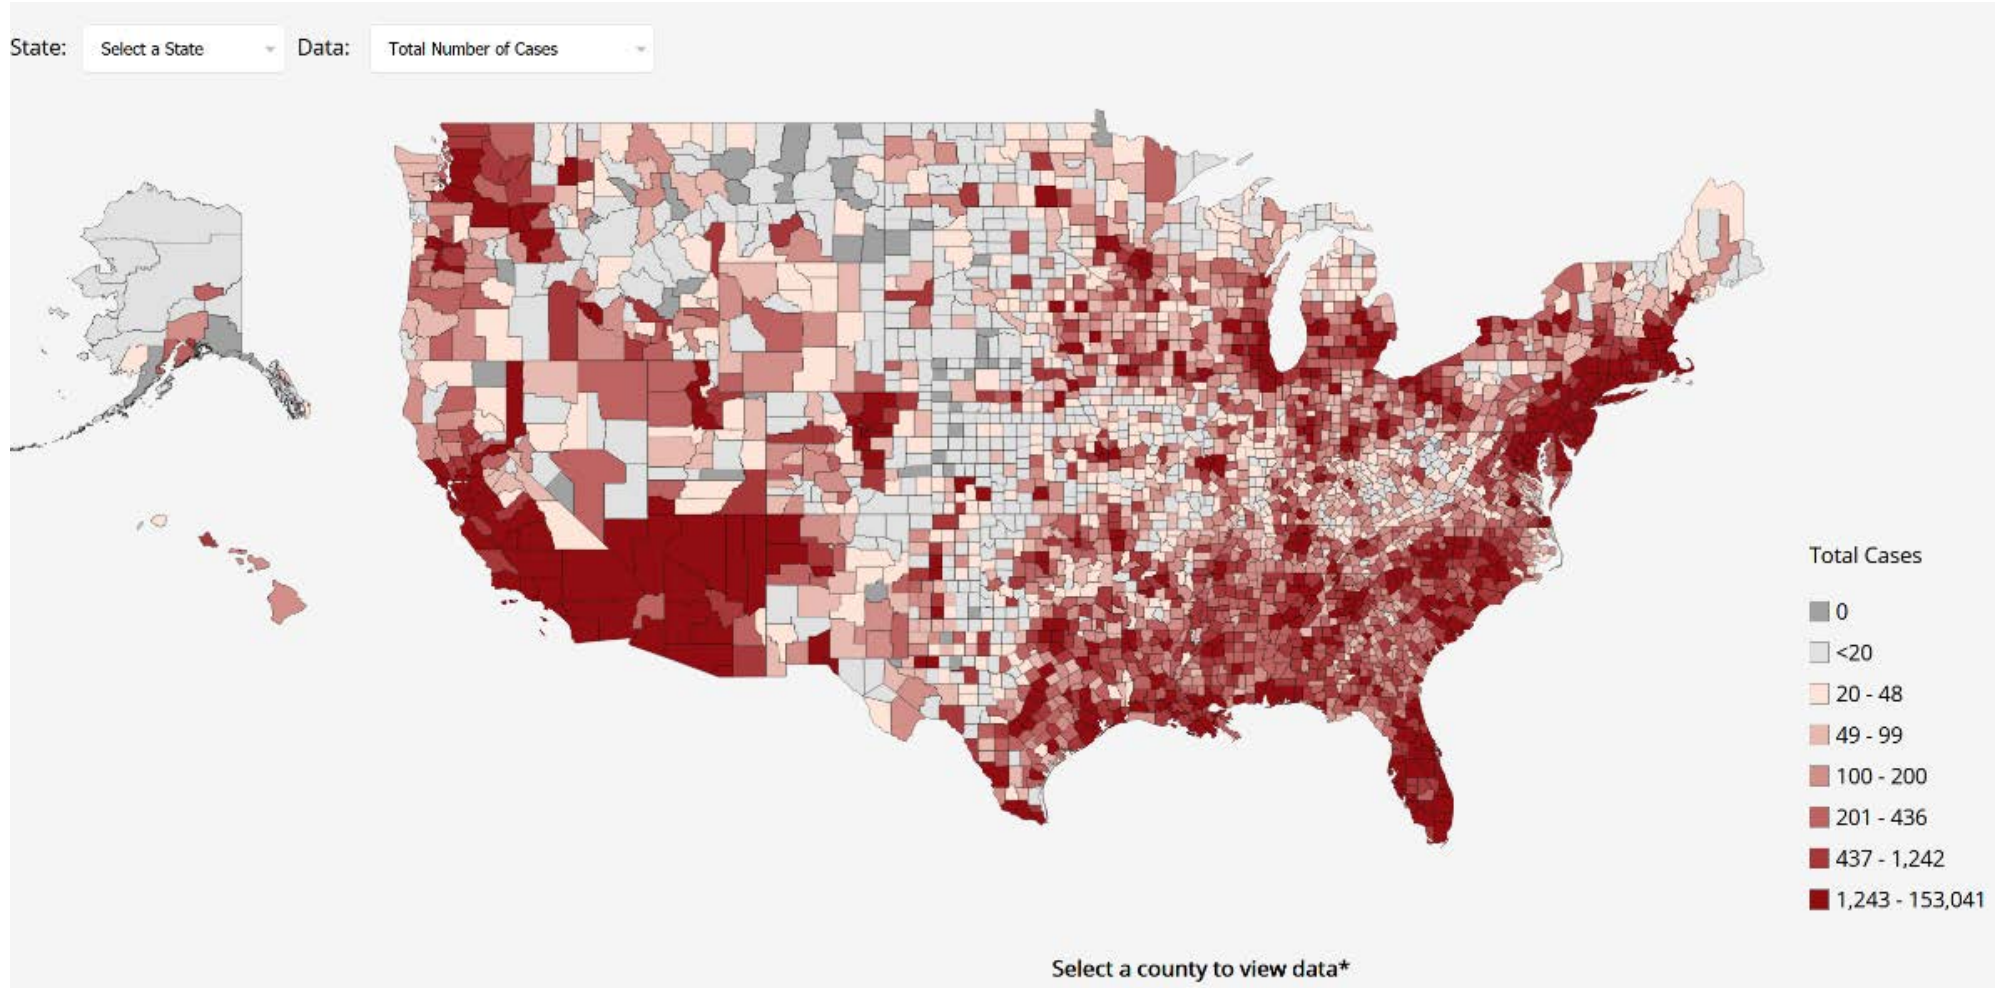 State: Select a State Data: Total Number of Cases
Total Cases
0
<20
20 - 48
49 - 99
100 - 200
201 - 436
437 - 1,242
1,243 - 153,041
Select a county to view data*